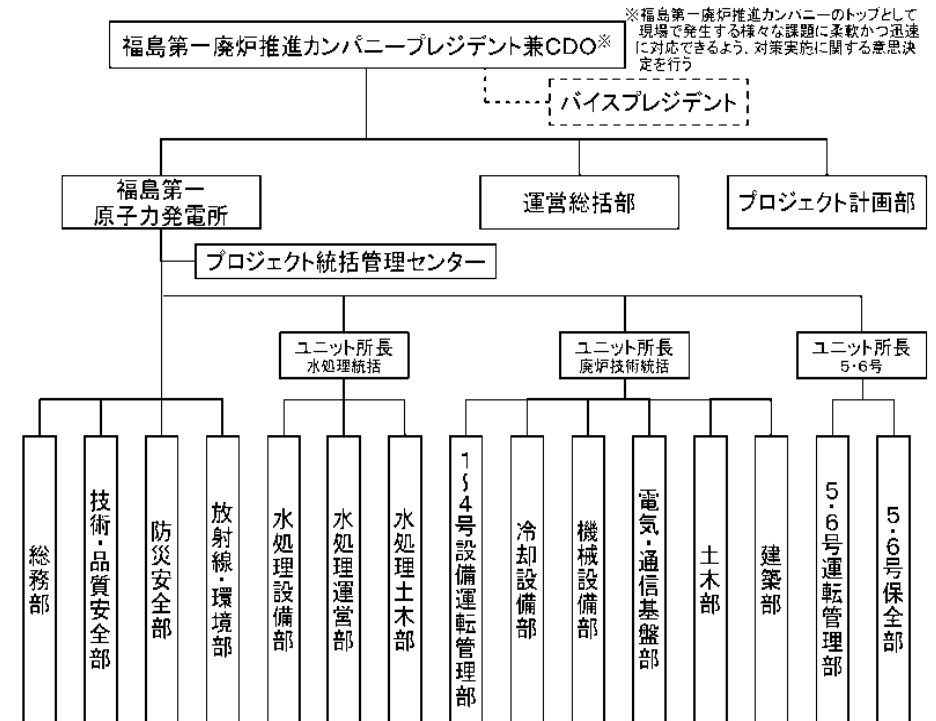 福島第一廃炉推進カンパニープレジデント兼CDO※
※福島第一廃炉推進カンパニーのトップとして
現場で発生する様々な課題に柔軟かつ迅速
に対応できるよう、対策実施に関する意思決
定を行う
バイスプレジデント
福島第一
原子力発電所
運営総括部
プロジェクト計画部
プロジェクト統括管理センター
ユニット所長
水処理統括
ユニット所長
廃炉技術統括
ユニット所長
5・6号
総務部
技術・品質安全部
防災安全部
放射線・環境部
水処理設備部
水処理運営部
水処理土木部
1~4号設備運転管理部
冷却設備部
機械設備部
電気・通信基盤部
土木部
建築部
5・6号運転管理部
5・6号保全部